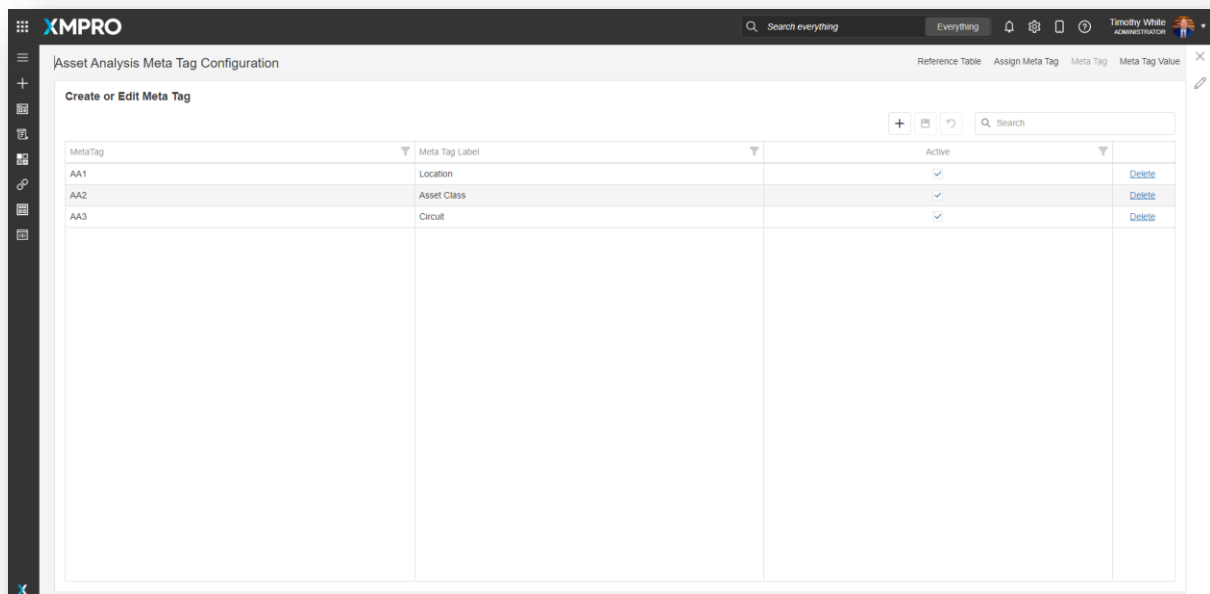 XMPRO
Search everything
Everything
Timothy White
ADMINISTRATOR
Asset Analysis Meta Tag Configuration
Reference Table Assign Meta Tag Meta Tag Meta Tag Value
Create or Edit Meta Tag
Search
MetaTag Meta Tag Label Active
AA1 Location Delete
AA2 Asset Class Delete
AA3 Circuit Delete